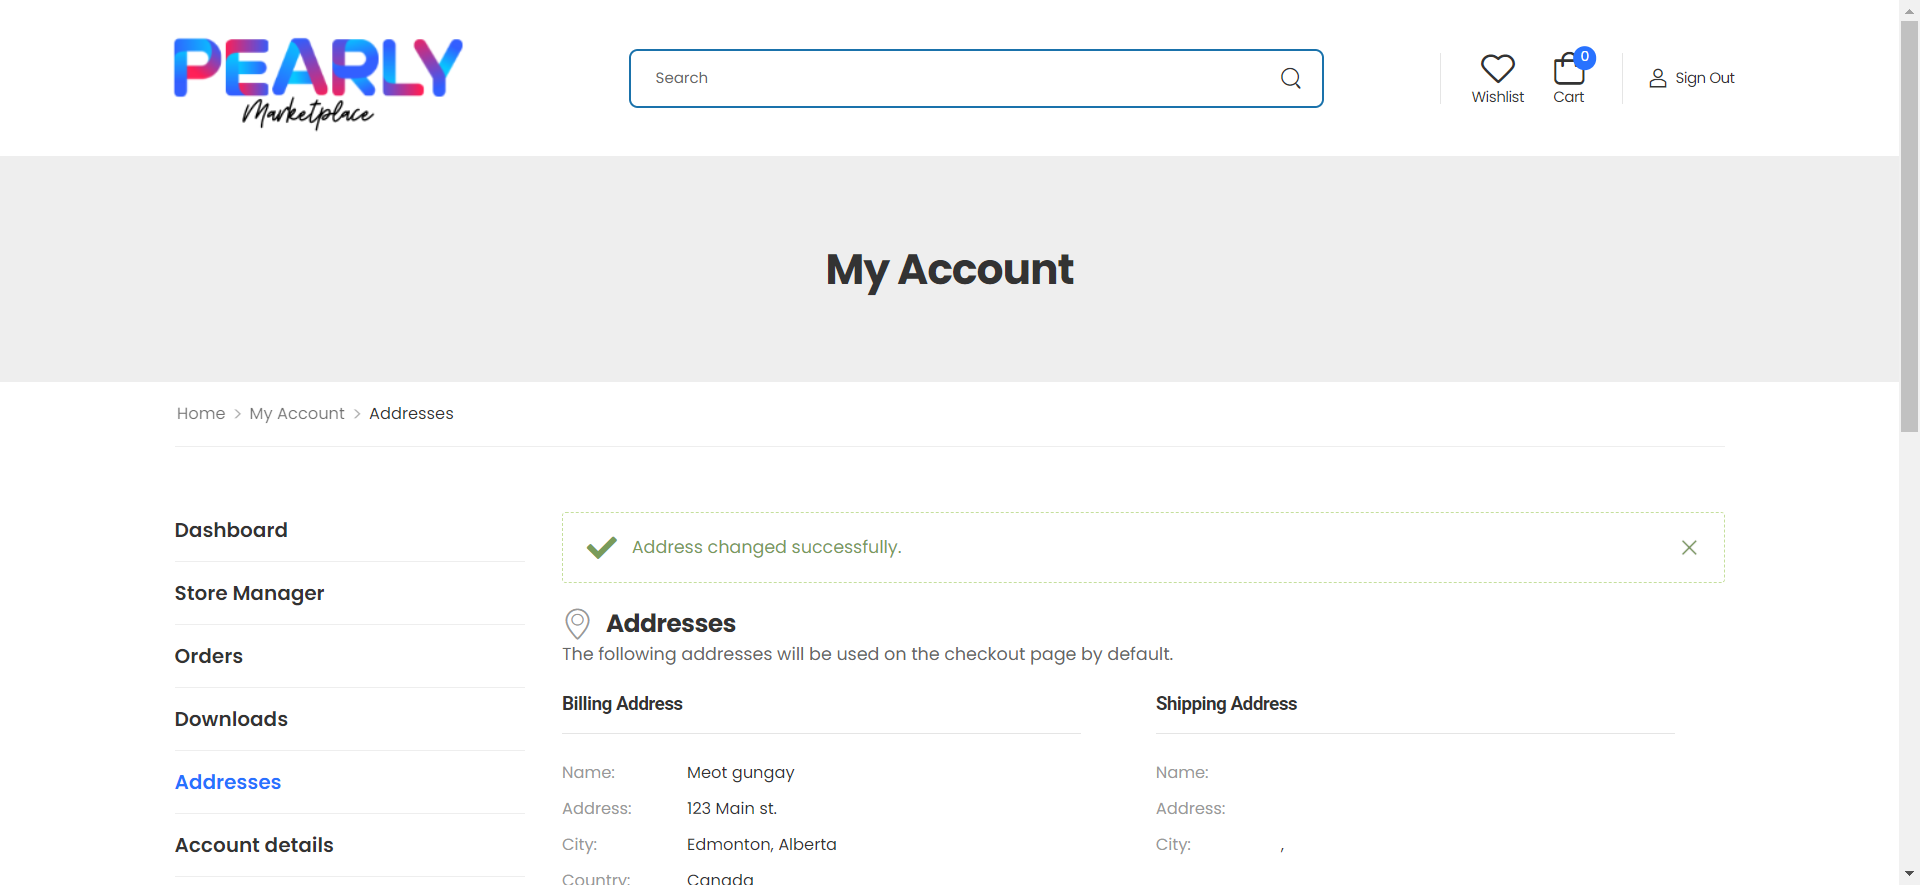 PEARLY
Marketplace
Search
Wishlist
0
Cart
Sign Out
My Account
Home > My Account > Addresses
Dashboard
Store Manager
Orders
Downloads
Addresses
Account details
Address changed successfully.
Addresses
The following addresses will be used on the checkout page by default.
Billing Address
Name: Meot gungay
Address: 123 Main st.
City: Edmonton, Alberta
Country: Canada
Shipping Address
Name:
Address:
City: ,